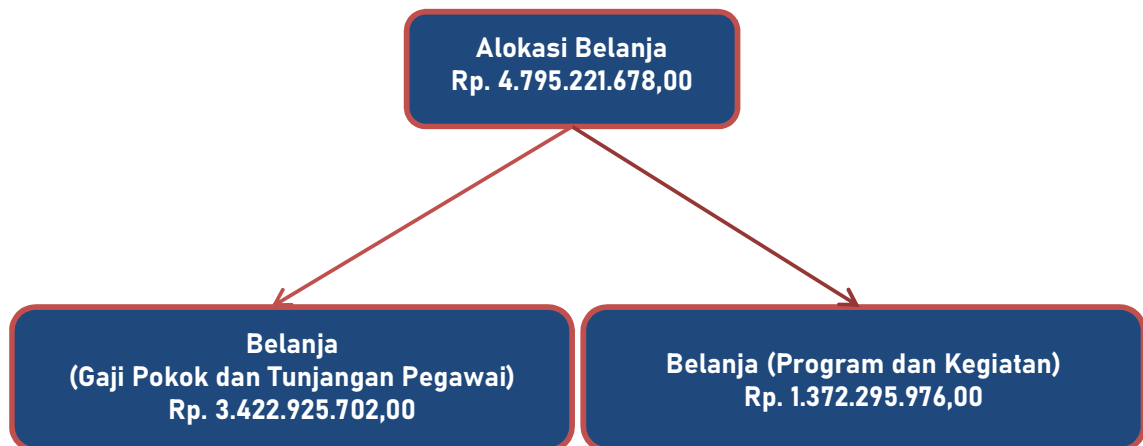 Alokasi Belanja
Rp. 4.795.221.678,00
Belanja
(Gaji Pokok dan Tunjangan Pegawai)
Rp. 3.422.925.702,00
Belanja (Program dan Kegiatan)
Rp. 1.372.295.976,00